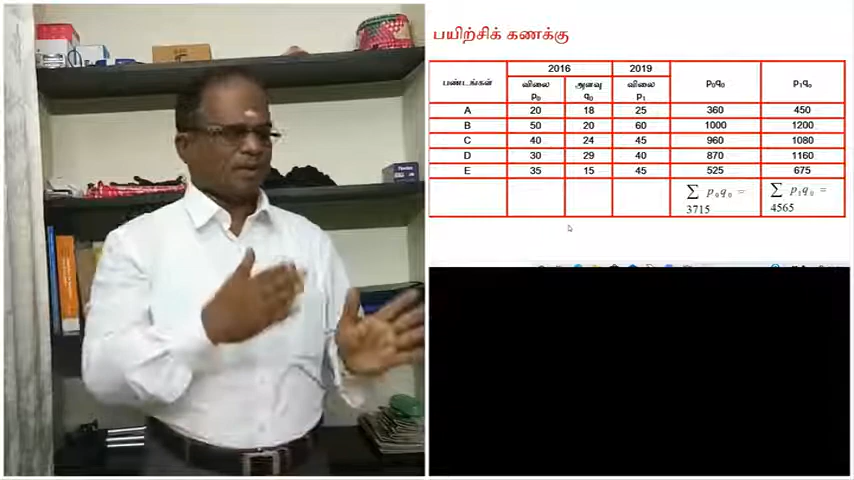 பயிற்சிக் கணக்கு
பண்டங்கள் 2016 2019 p₀q₀ p₁q₀
விலை p₀ அளவு q₀ விலை p₁
A 20 18 25 360 450
B 50 20 60 1000 1200
C 40 24 45 960 1080
D 30 29 40 870 1160
E 35 15 45 525 675
∑ p₀q₀ = 3715 ∑ p₁q₀ = 4565